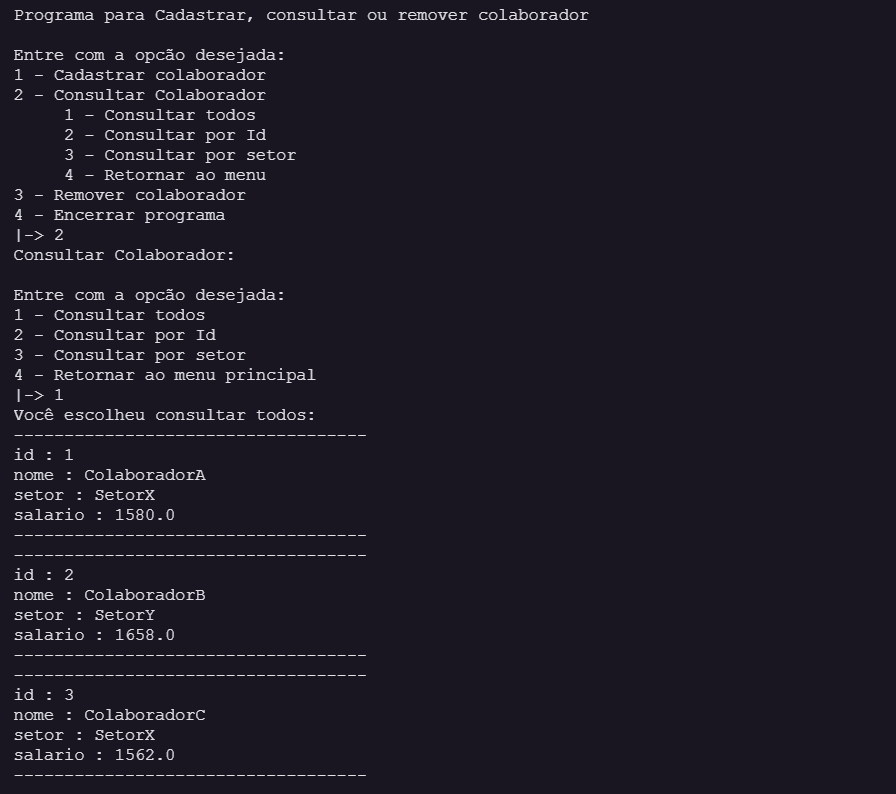 Programa para Cadastrar, consultar ou remover colaborador

Entre com a opcão desejada:
1 - Cadastrar colaborador
2 - Consultar Colaborador
     1 - Consultar todos
     2 - Consultar por Id
     3 - Consultar por setor
     4 - Retornar ao menu
3 - Remover colaborador
4 - Encerrar programa
|-> 2
Consultar Colaborador:

Entre com a opcão desejada:
1 - Consultar todos
2 - Consultar por Id
3 - Consultar por setor
4 - Retornar ao menu principal
|-> 1
Você escolheu consultar todos:
-----------------------------------
id : 1
nome : ColaboradorA
setor : SetorX
salario : 1580.0
-----------------------------------
-----------------------------------
id : 2
nome : ColaboradorB
setor : SetorY
salario : 1658.0
-----------------------------------
-----------------------------------
id : 3
nome : ColaboradorC
setor : SetorX
salario : 1562.0
-----------------------------------